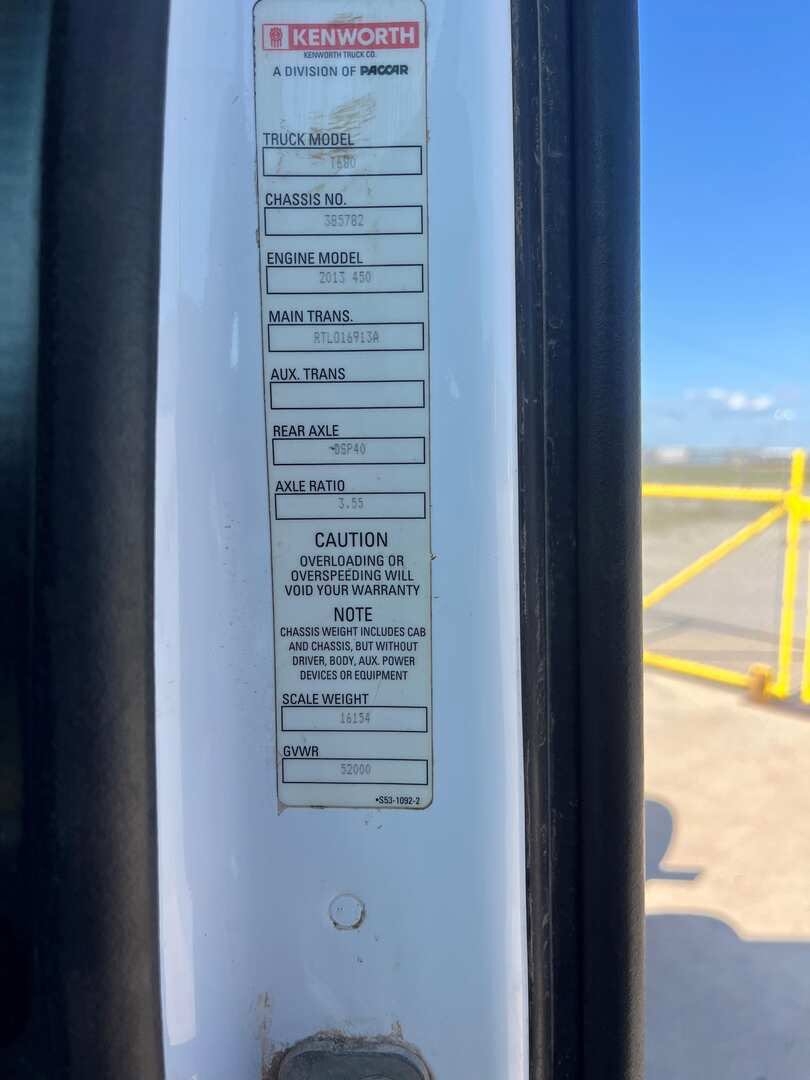 KENWORTH
KENWORTH TRUCK CO.
A DIVISION OF PACCAR
TRUCK MODEL
T680
CHASSIS NO.
385782
ENGINE MODEL
2013 450
MAIN TRANS.
RTLO16913A
AUX. TRANS
REAR AXLE
DSP40
AXLE RATIO
3.55
CAUTION
OVERLOADING OR
OVERSPEEDING WILL
VOID YOUR WARRANTY
NOTE
CHASSIS WEIGHT INCLUDES CAB
AND CHASSIS, BUT WITHOUT
DRIVER, BODY, AUX. POWER
DEVICES OR EQUIPMENT
SCALE WEIGHT
16154
GVWR
52000
•S53-1092-2